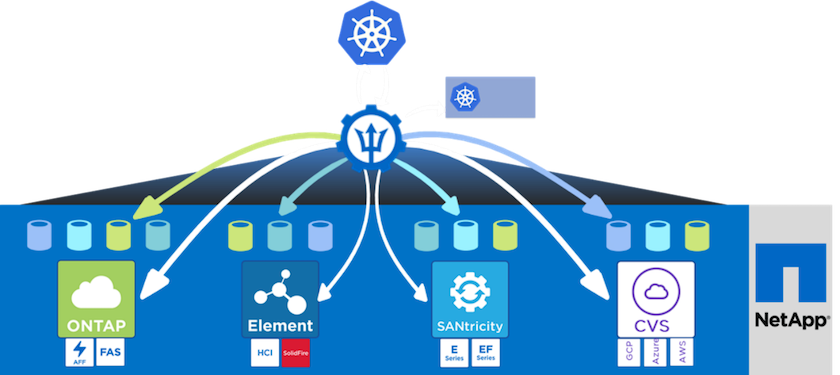 ONTAP
AFF
FAS
Element
HCI
SolidFire
SANtricity
E
Series
EF
Series
CVS
GCP
Azure
AWS
NetApp®